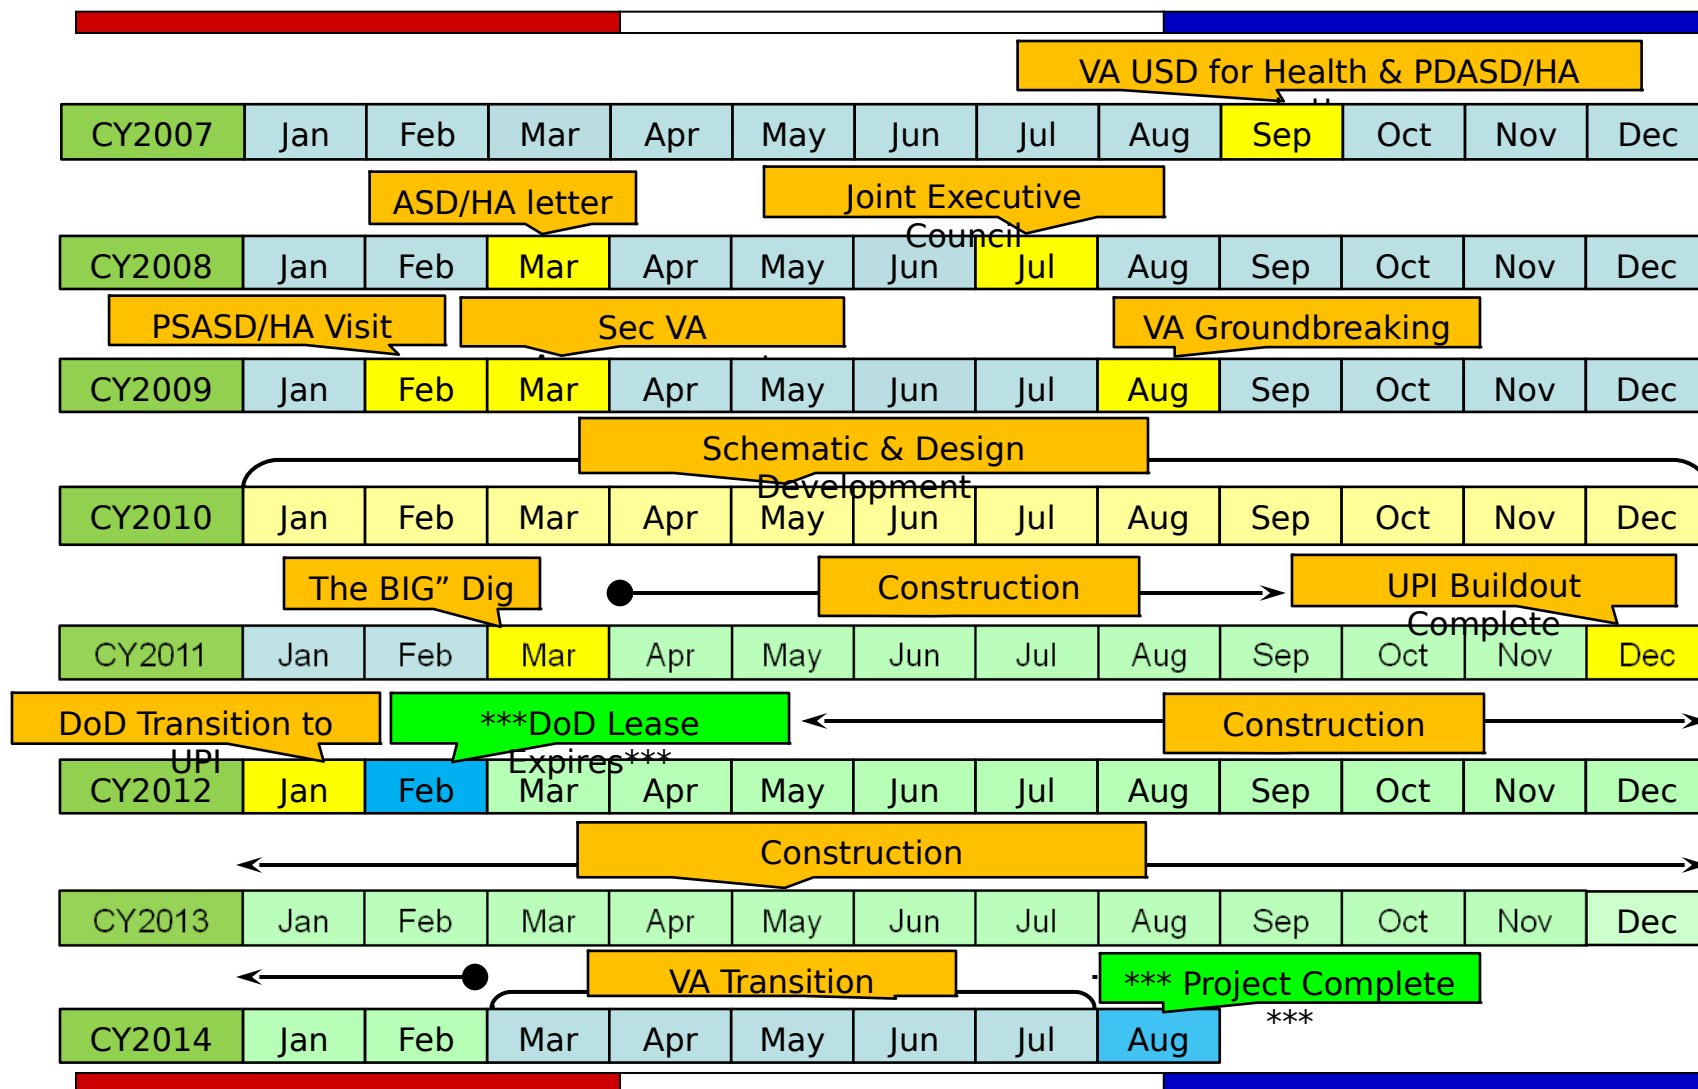 VA USD for Health & PDASD/HA
CY2007 Jan Feb Mar Apr May Jun Jul Aug Sep Oct Nov Dec
ASD/HA letter
Joint Executive
Council
CY2008 Jan Feb Mar Apr May Jun Jul Aug Sep Oct Nov Dec
PSASD/HA Visit
Sec VA
VA Groundbreaking
CY2009 Jan Feb Mar Apr May Jun Jul Aug Sep Oct Nov Dec
Schematic & Design
Development
CY2010 Jan Feb Mar Apr May Jun Jul Aug Sep Oct Nov Dec
The BIG” Dig
Construction
UPI Buildout
Complete
CY2011 Jan Feb Mar Apr May Jun Jul Aug Sep Oct Nov Dec
DoD Transition to
UPI
***DoD Lease
Expires***
Construction
CY2012 Jan Feb Mar Apr May Jun Jul Aug Sep Oct Nov Dec
Construction
CY2013 Jan Feb Mar Apr May Jun Jul Aug Sep Oct Nov Dec
VA Transition
*** Project Complete
***
CY2014 Jan Feb Mar Apr May Jun Jul Aug